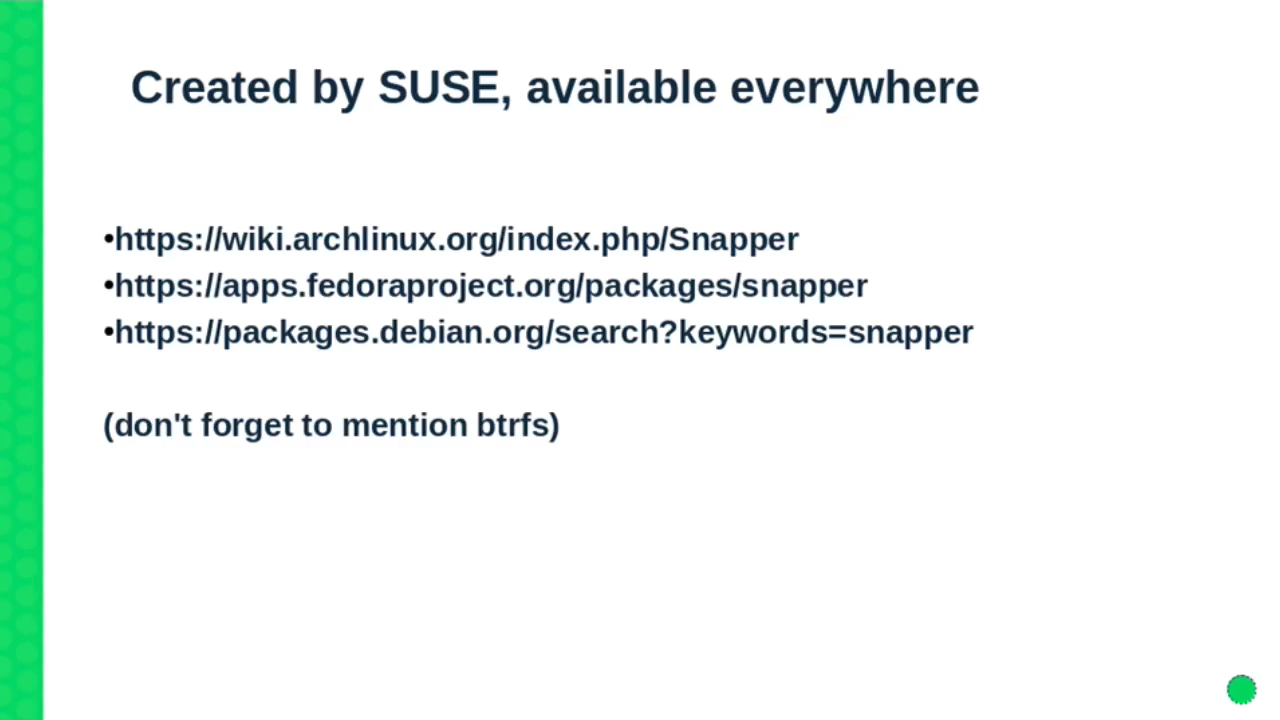 Created by SUSE, available everywhere
•https://wiki.archlinux.org/index.php/Snapper
•https://apps.fedoraproject.org/packages/snapper
•https://packages.debian.org/search?keywords=snapper
(don't forget to mention btrfs)